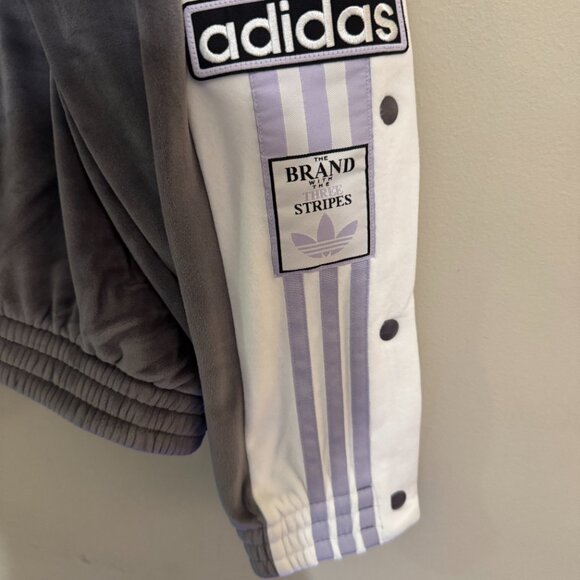 adidas
THE
BRAND
WITH THE
THREE
STRIPES